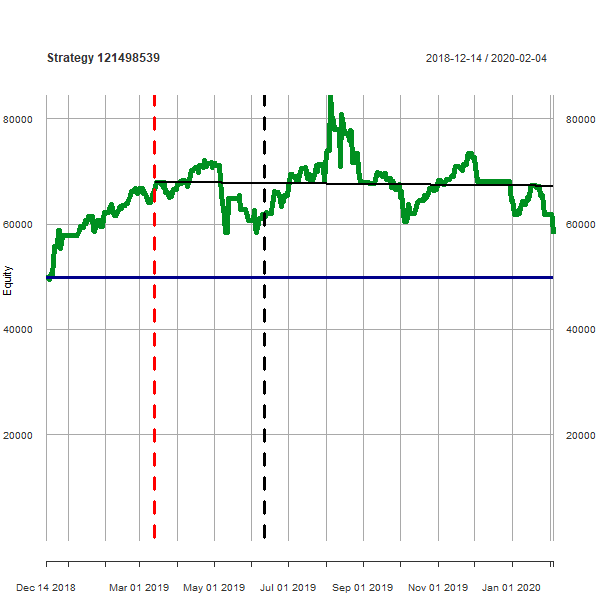 Strategy 121498539
2018-12-14 / 2020-02-04
80000
80000
60000
60000
Equity
40000
40000
20000
20000
Dec 14 2018
Mar 01 2019
May 01 2019
Jul 01 2019
Sep 01 2019
Nov 01 2019
Jan 01 2020